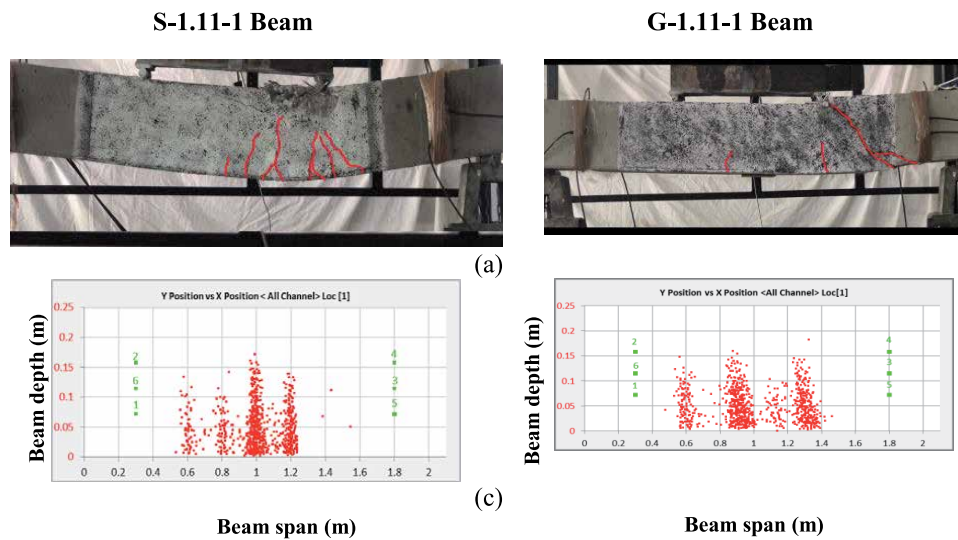 S-1.11-1 Beam
G-1.11-1 Beam
(a)
Y Position vs X Position < All Channel> Loc [1]
Beam depth (m)
0.25
0.2
0.15
0.1
0.05
0
2
6
1
4
3
5
0 0.2 0.4 0.6 0.8 1 1.2 1.4 1.6 1.8 2
Beam span (m)
Y Position vs X Position <All Channel> Loc[1]
Beam depth (m)
0.25
0.2
0.15
0.1
0.05
0
2
6
1
4
3
5
0 0.2 0.4 0.6 0.8 1 1.2 1.4 1.6 1.8 2
Beam span (m)
(c)